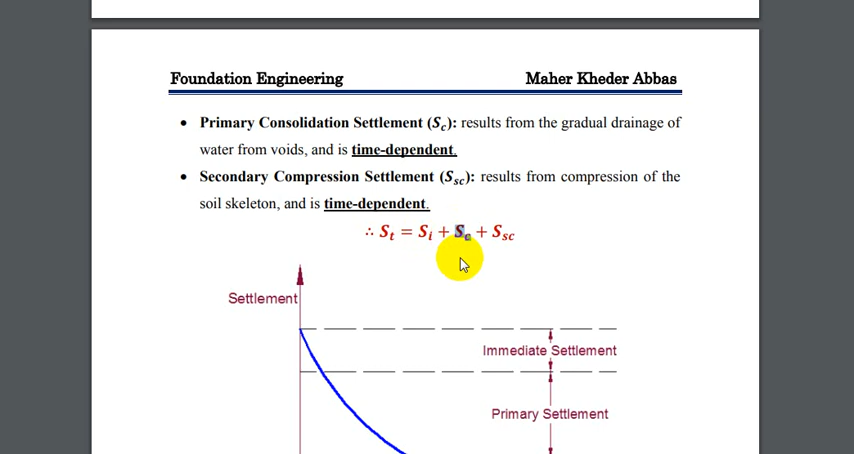 Foundation Engineering Maher Kheder Abbas
• Primary Consolidation Settlement (Sc): results from the gradual drainage of
water from voids, and is time-dependent.
• Secondary Compression Settlement (Ssc): results from compression of the
soil skeleton, and is time-dependent.
∴ St = Si + Sc + Ssc
Settlement
Immediate Settlement
Primary Settlement